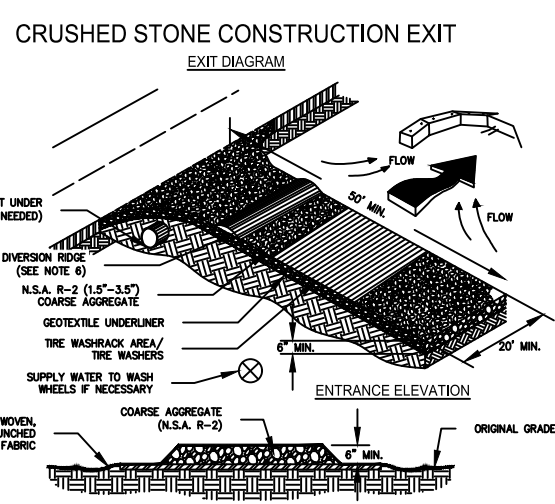 CRUSHED STONE CONSTRUCTION EXIT
EXIT DIAGRAM
FLOW
50' MIN.
FLOW
UNDER
NEEDED)
DIVERSION RIDGE
(SEE NOTE 6)
N.S.A. R-2 (1.5"-3.5")
COARSE AGGREGATE
GEOTEXTILE UNDERLINER
TIRE WASHRACK AREA/
TIRE WASHERS
6" MIN.
20' MIN.
SUPPLY WATER TO WASH
WHEELS IF NECESSARY
ENTRANCE ELEVATION
COARSE AGGREGATE
(N.S.A. R-2)
WOVEN,
FABRIC
6" MIN.
ORIGINAL GRADE